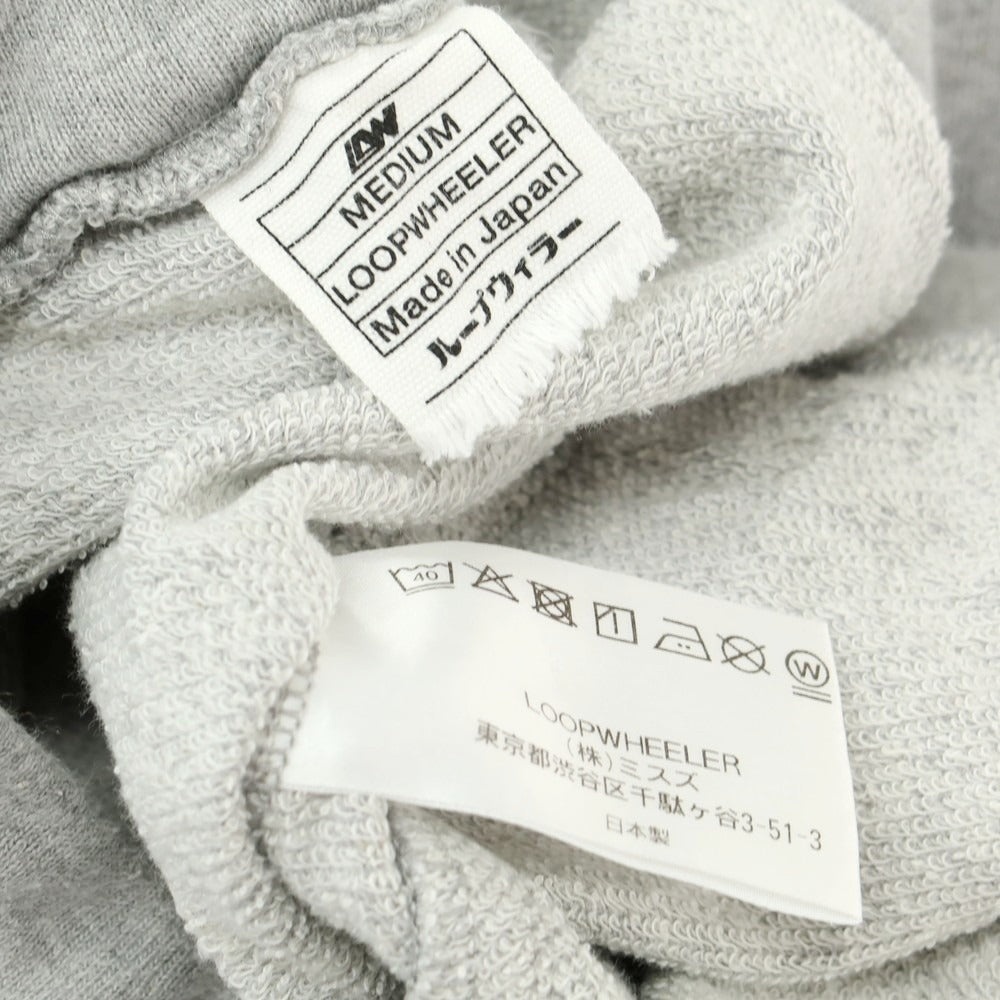 LW
MEDIUM
LOOPWHEELER
Made in Japan
ループウィラー
40
W
LOOPWHEELER
(株)ミスズ
東京都渋谷区千駄ヶ谷3-51-3
日本製